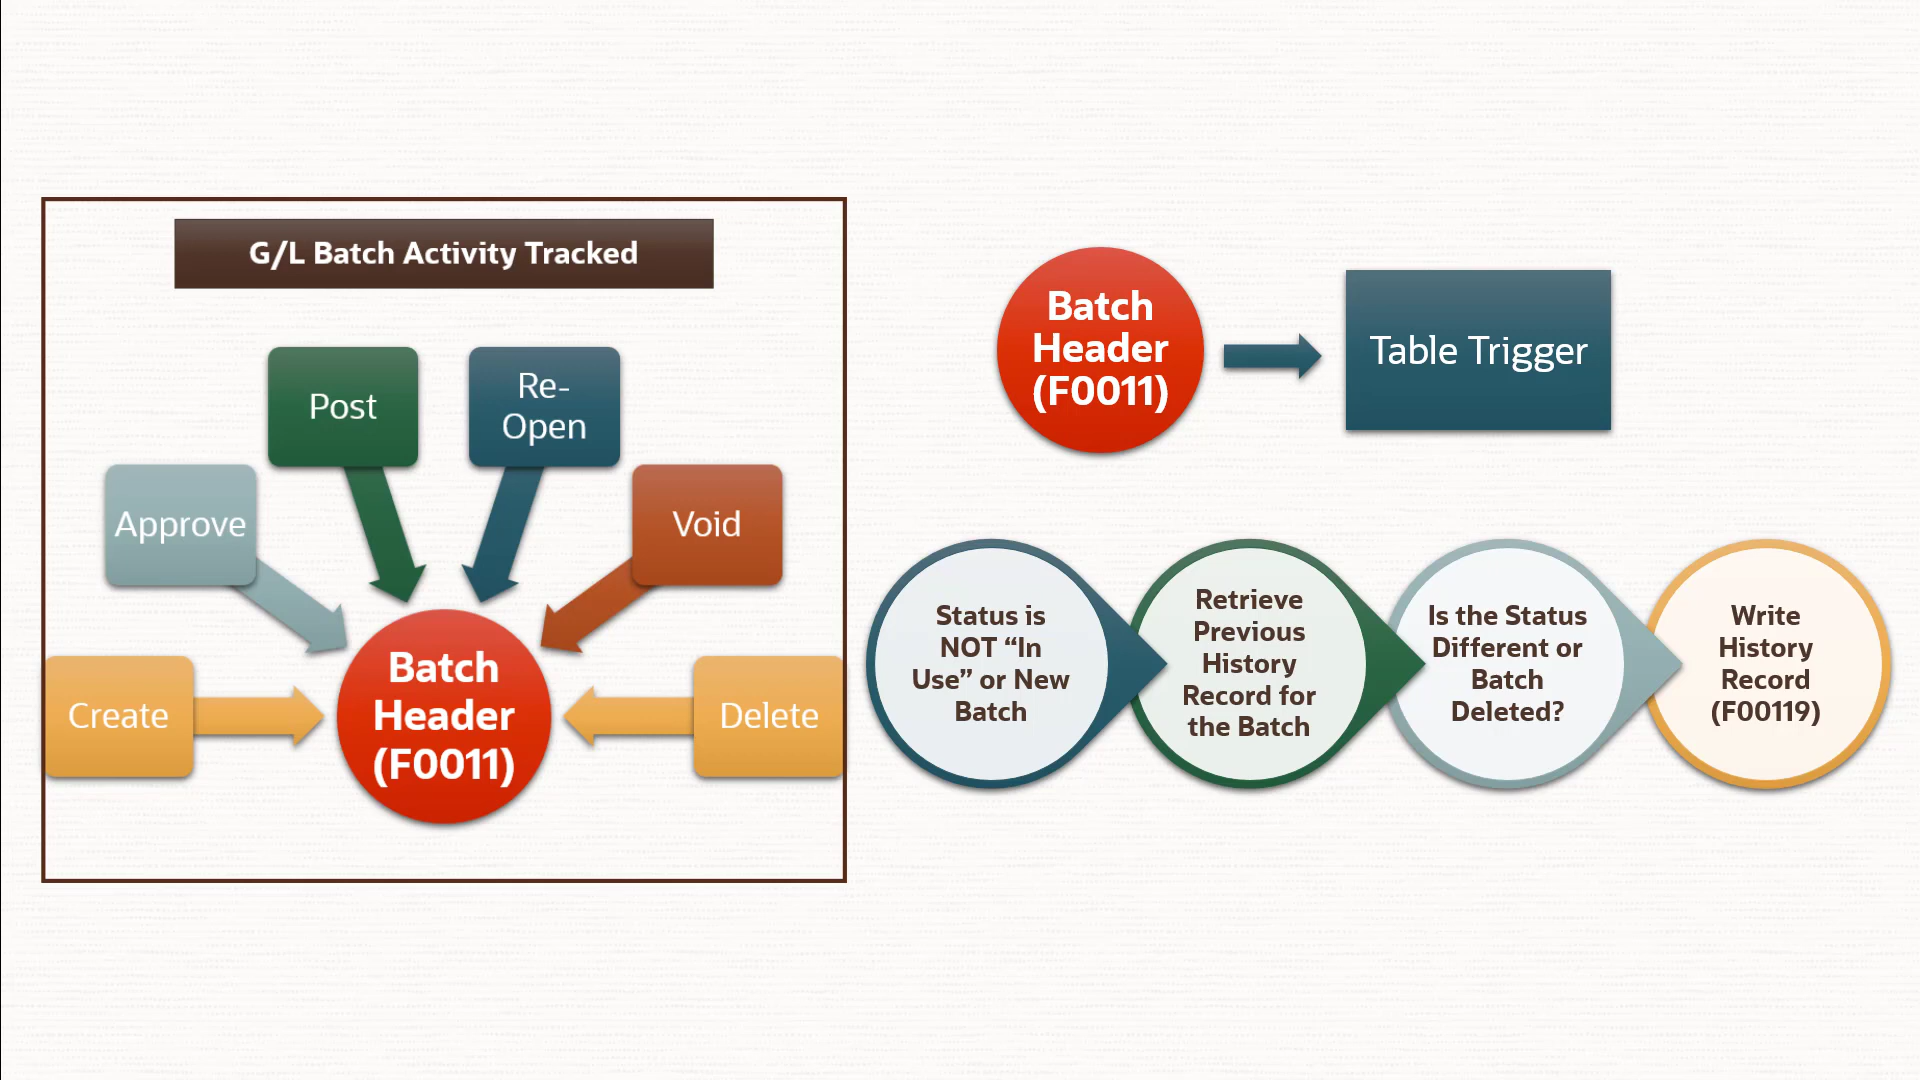 G/L Batch Activity Tracked
Post
Re-
Open
Approve
Void
Create
Batch
Header
(F0011)
Delete
Batch
Header
(F0011)
Table Trigger
Status is
NOT “In
Use” or New
Batch
Retrieve
Previous
History
Record for
the Batch
Is the Status
Different or
Batch
Deleted?
Write
History
Record
(F00119)